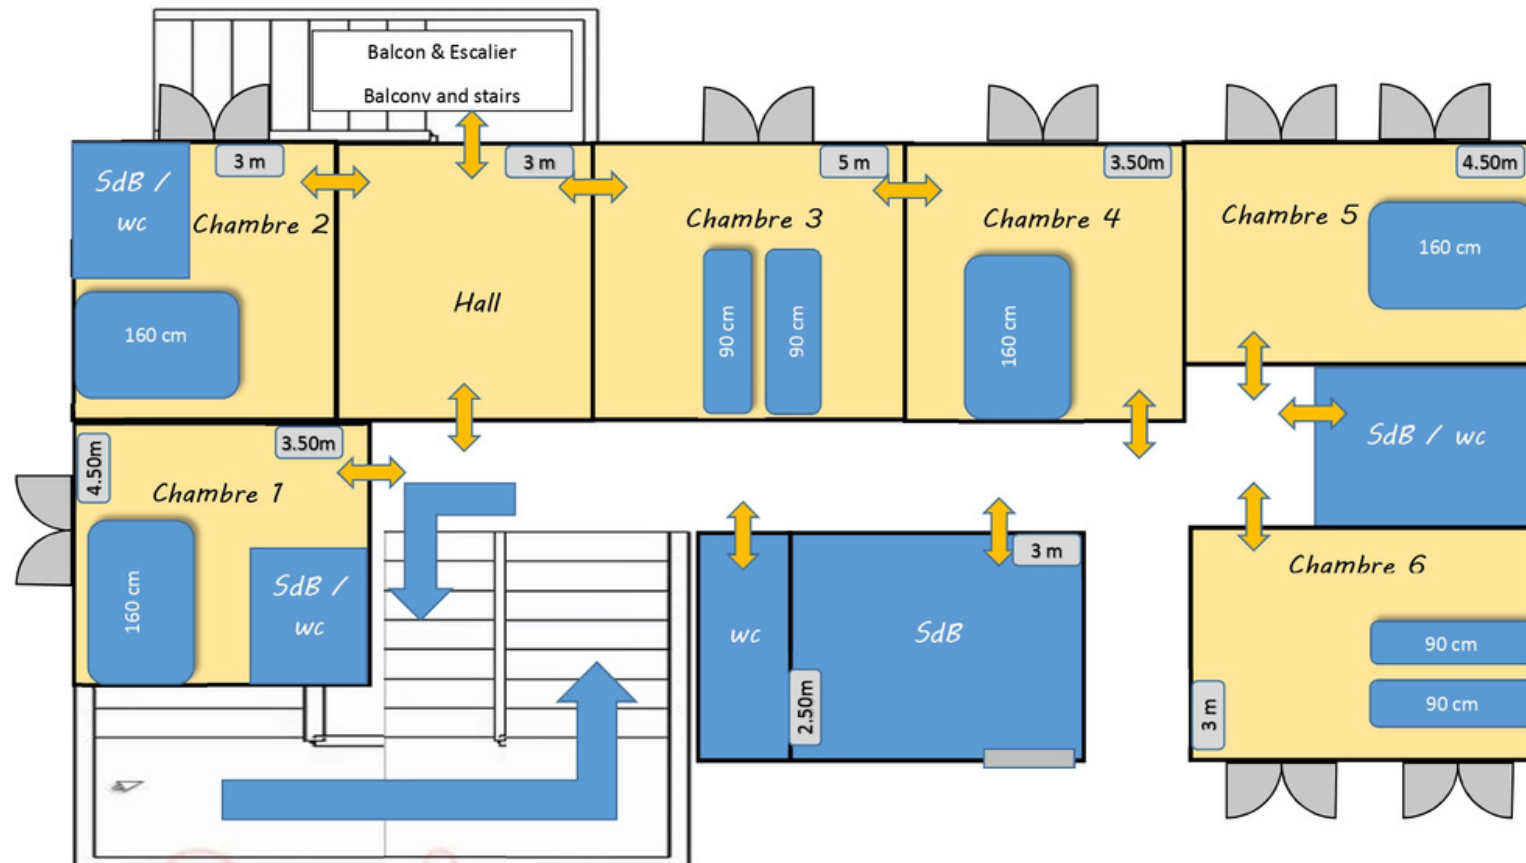 Balcon & Escalier
Balcony and stairs
3 m
3 m
5 m
3.50m
4.50m
SdB /
wc
Chambre 2
Chambre 3
Chambre 4
Chambre 5
160 cm
Hall
160 cm
90 cm
90 cm
160 cm
3.50m
4.50m
SdB / wc
Chambre 1
3 m
Chambre 6
160 cm
SdB /
wc
wc
SdB
90 cm
2.50m
3 m
90 cm